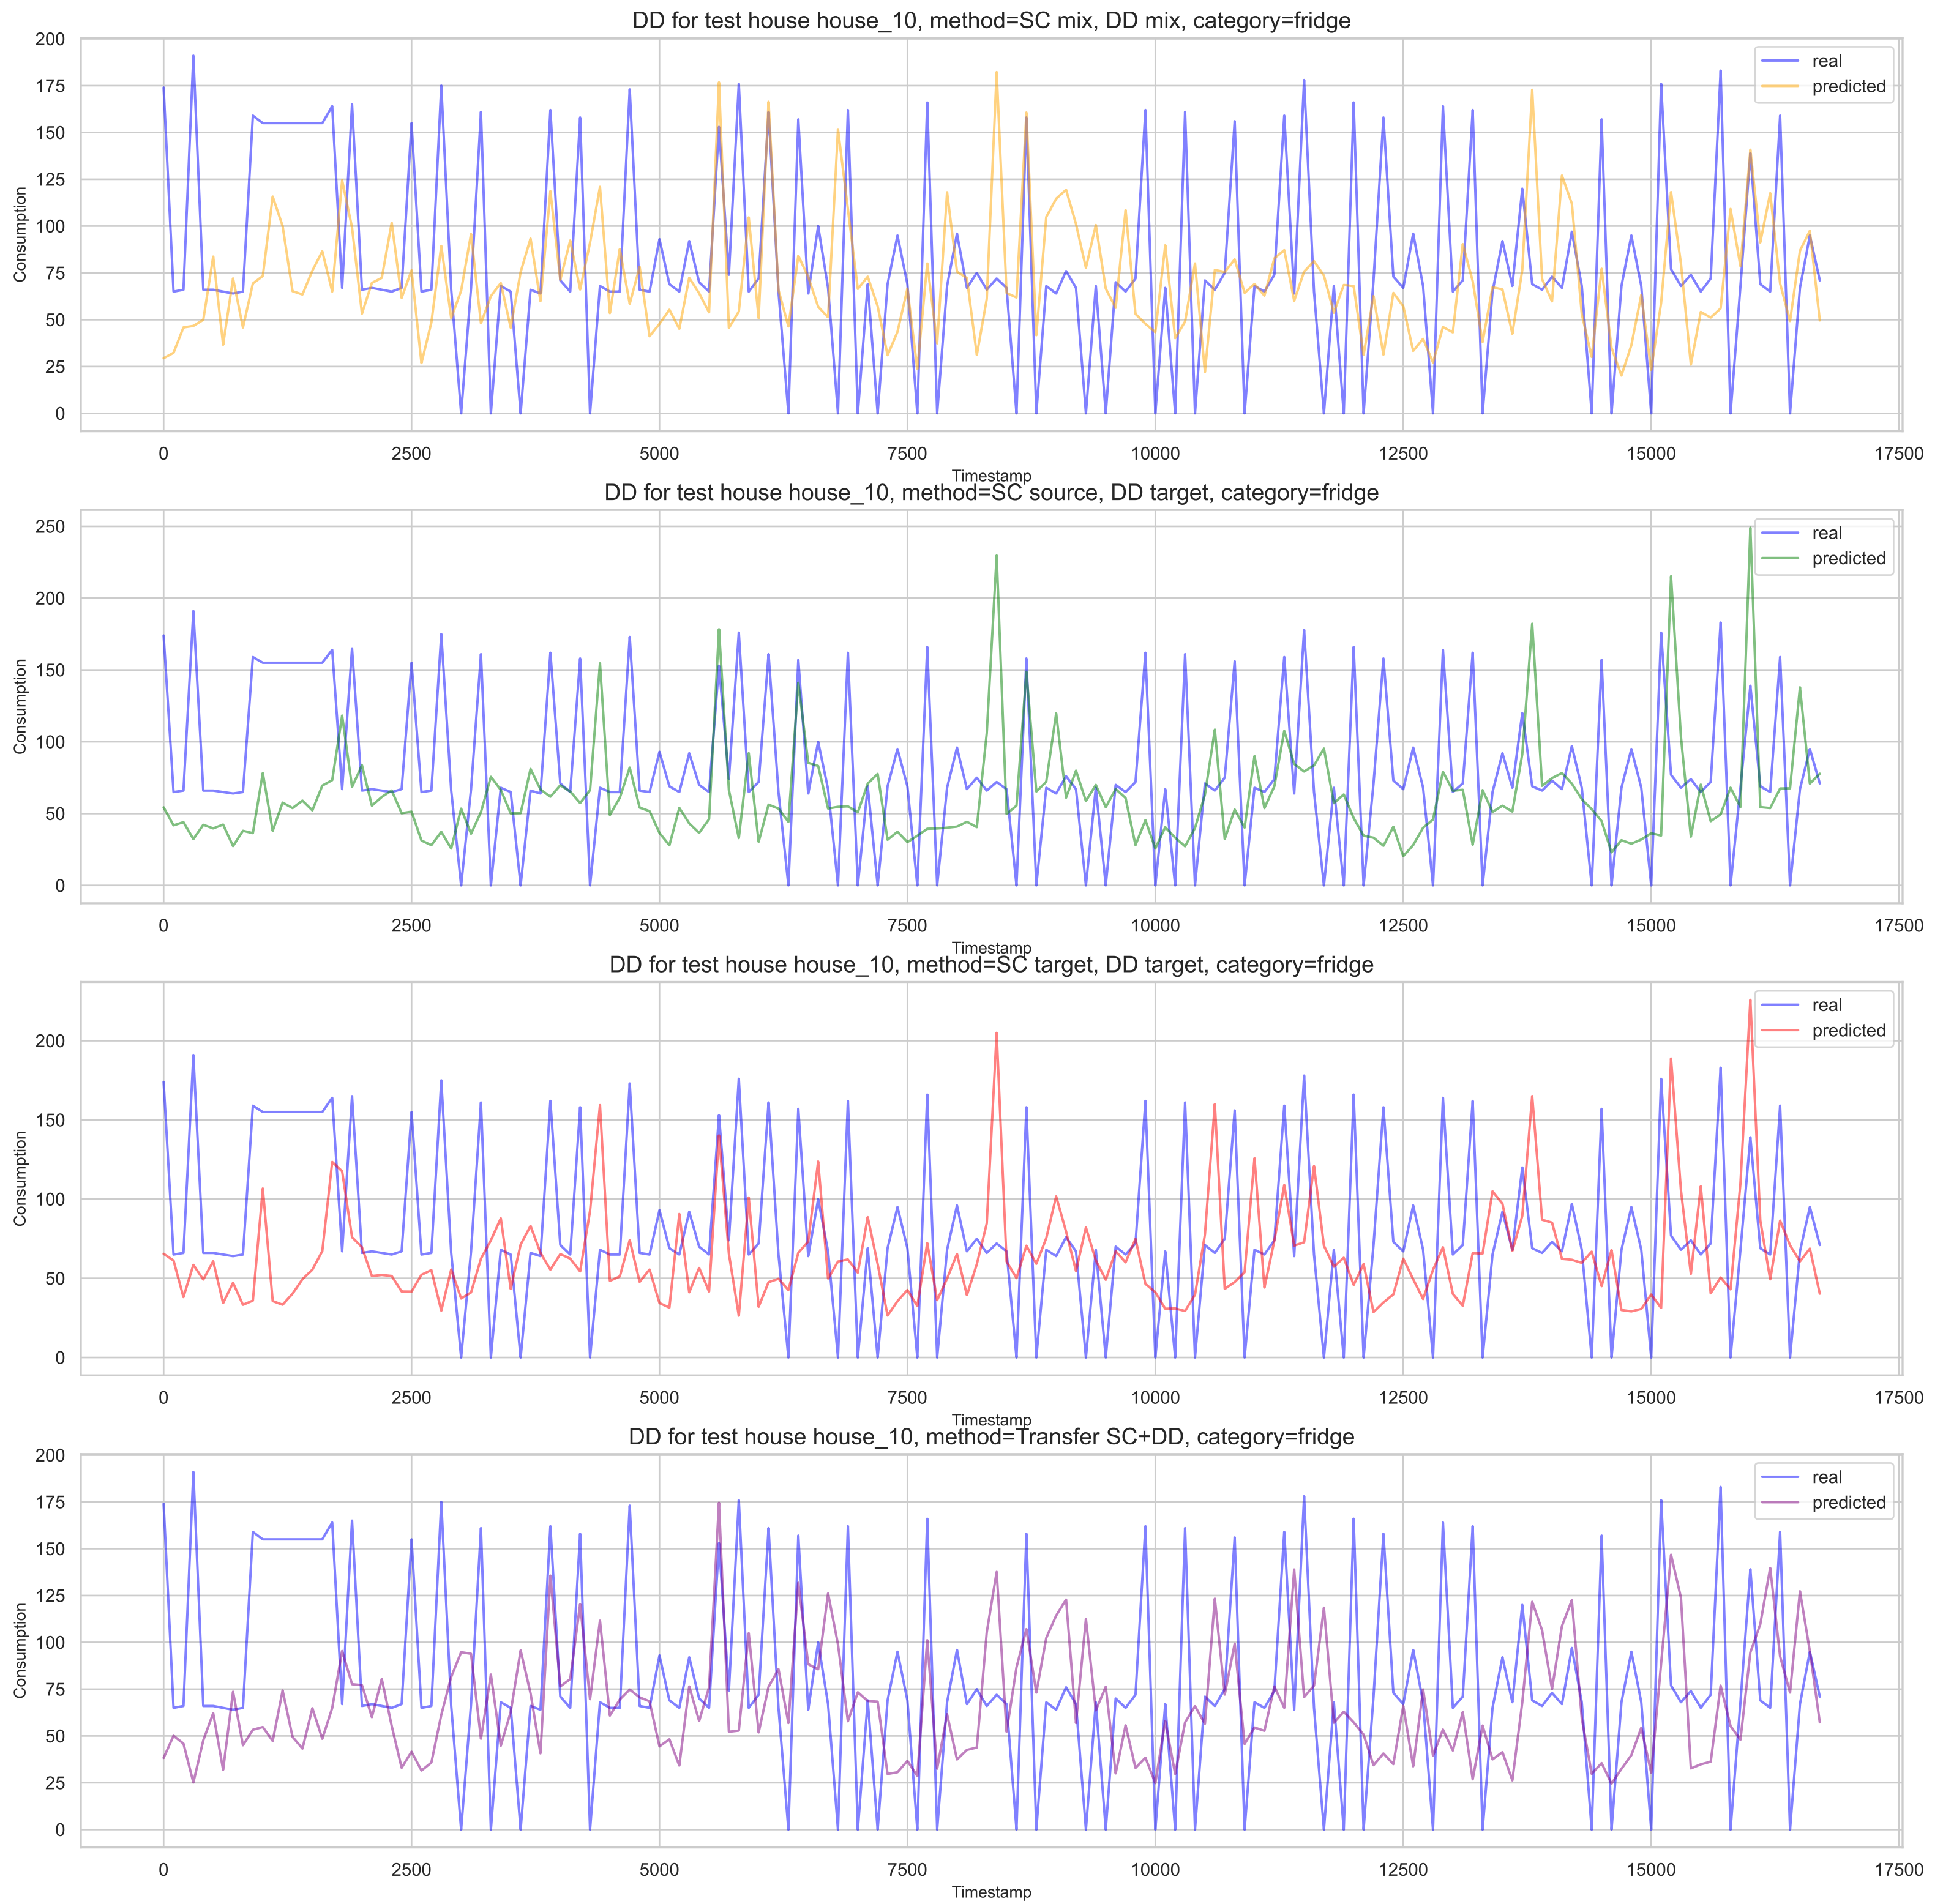 DD for test house house_10, method=SC mix, DD mix, category=fridge
200
175
150
125
100
75
50
25
0
Consumption
real
predicted
0 2500 5000 7500 10000 12500 15000 17500
Timestamp
DD for test house house_10, method=SC source, DD target, category=fridge
250
200
150
100
50
0
Consumption
real
predicted
0 2500 5000 7500 10000 12500 15000 17500
Timestamp
DD for test house house_10, method=SC target, DD target, category=fridge
200
150
100
50
0
Consumption
real
predicted
0 2500 5000 7500 10000 12500 15000 17500
Timestamp
DD for test house house_10, method=Transfer SC+DD, category=fridge
200
175
150
125
100
75
50
25
0
Consumption
real
predicted
0 2500 5000 7500 10000 12500 15000 17500
Timestamp